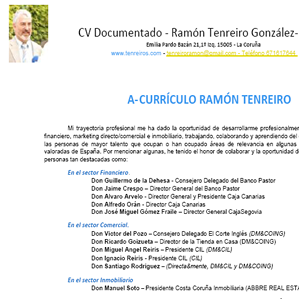 CV Documentado - Ramón Tenreiro González-
Emilia Pardo Bazán 21,1º Izq, 15005 - La Coruña
www.tenreiros.com - tenreiroramon@gmail.com - Teléfono 671617644
A- CURRÍCULO RAMÓN TENREIRO
Mi trayectoria profesional me ha dado la oportunidad de desarrollarme profesionalmen
financiero, marketing directo/comercial e inmobiliario, trabajando, colaborando y aprendiendo del
las personas de mayor talento que ocupan o han ocupado áreas de relevancia en algunas
valoradas de España. Por mencionar algunas, he tenido el honor de colaborar y la oportunidad d
personas tan destacadas como:
En el sector Financiero
Don Guillermo de la Dehesa - Consejero Delegado del Banco Pastor
Don Jaime Crespo – Director General del Banco Pastor
Don Alvaro Arvelo - Director General y Presidente Caja Canarias
Don Alfredo Orán - Director Caja Canarias
Don José Miguel Gómez Fraile – Director General CajaSegovia
En el sector Comercial.
Don Victor del Pozo – Consejero Delegado El Corte Inglés (DM&COING)
Don Ricardo Goizueta – Director de la Tienda en Casa (DM&COING)
Don Miguel Angel Reiris – Presidente CIL (DM&CIL)
Don Ignacio Reiris - Presidente CIL (CIL)
Don Santiago Rodríguez – (Directa&mente, DM&CIL y DM&COING)
En el sector Inmobiliario
Don Manuel Soto – Presidente Costa Coruña Inmobiliaria (ABBRE REAL ESTA